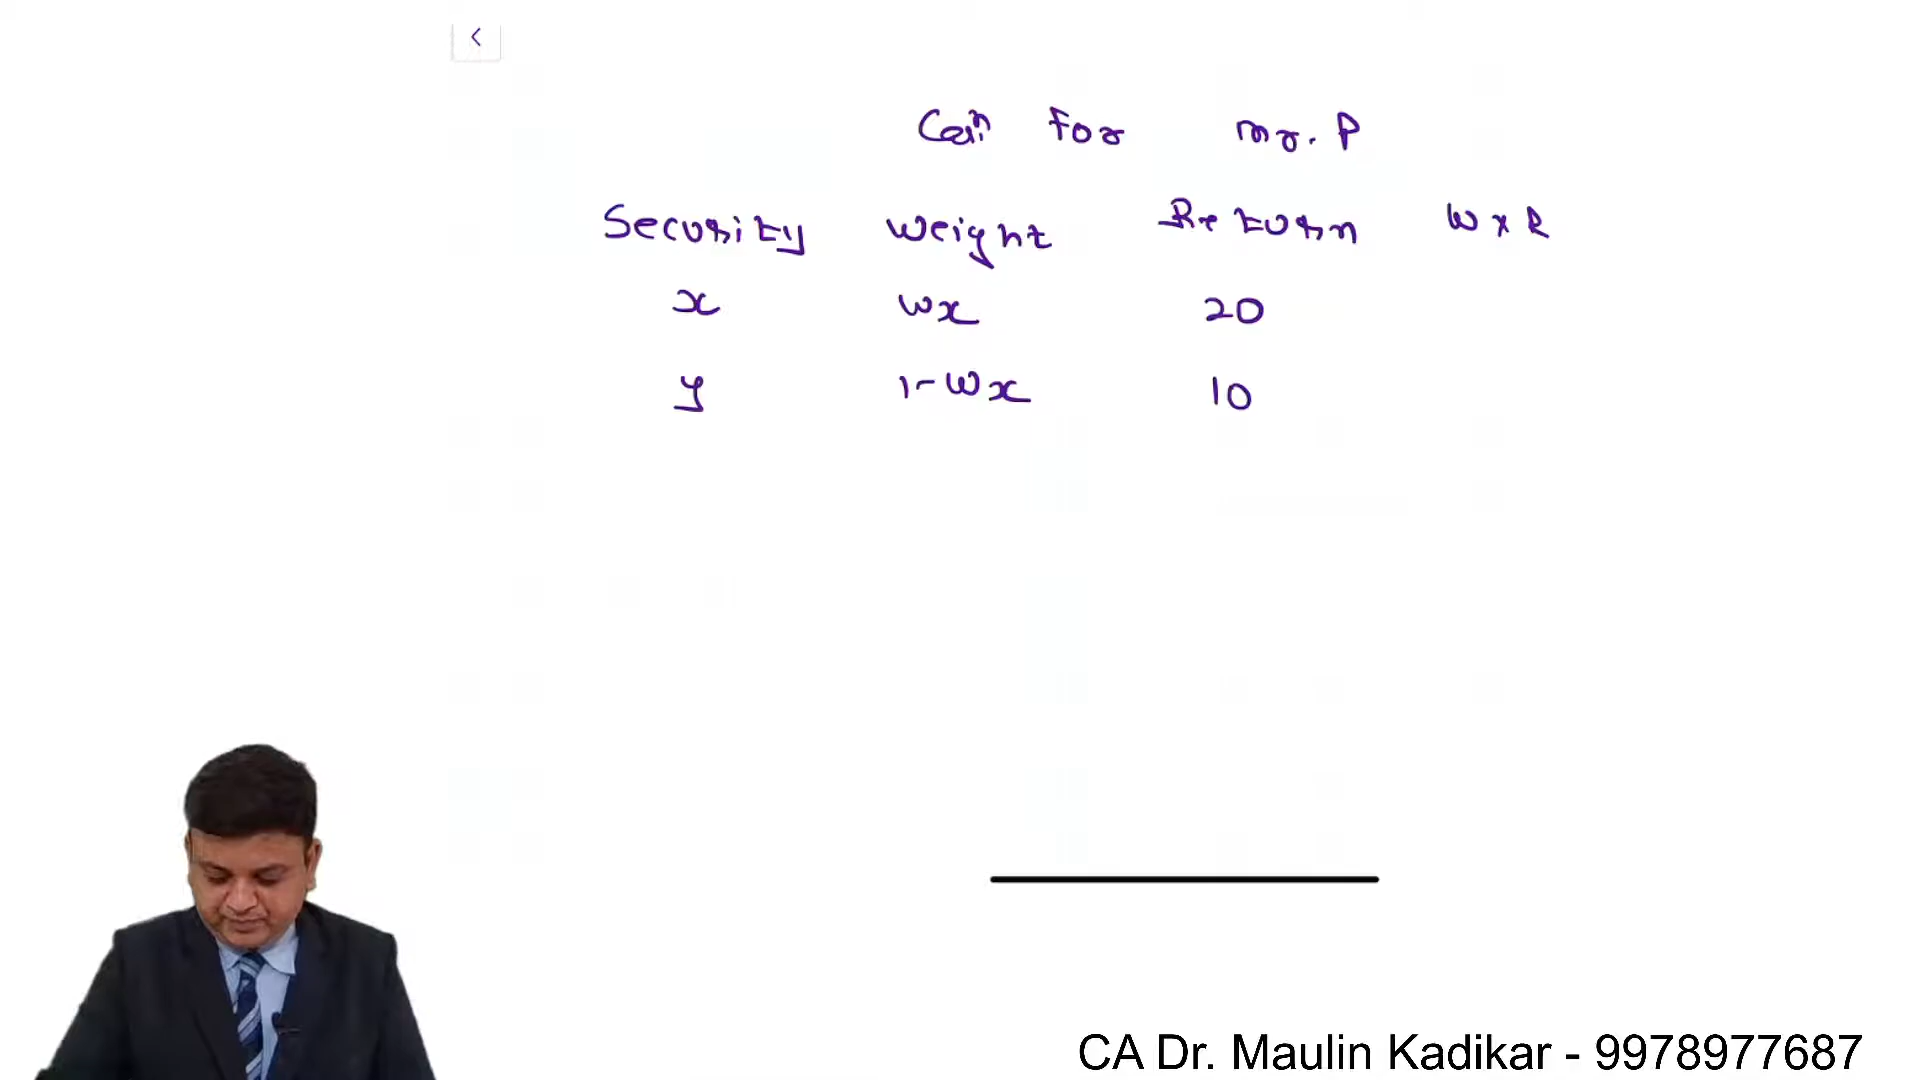 Calⁿ For Mr. P
Security Weight Return W x R
x wx 20
y 1-wx 10
CA Dr. Maulin Kadikar - 9978977687